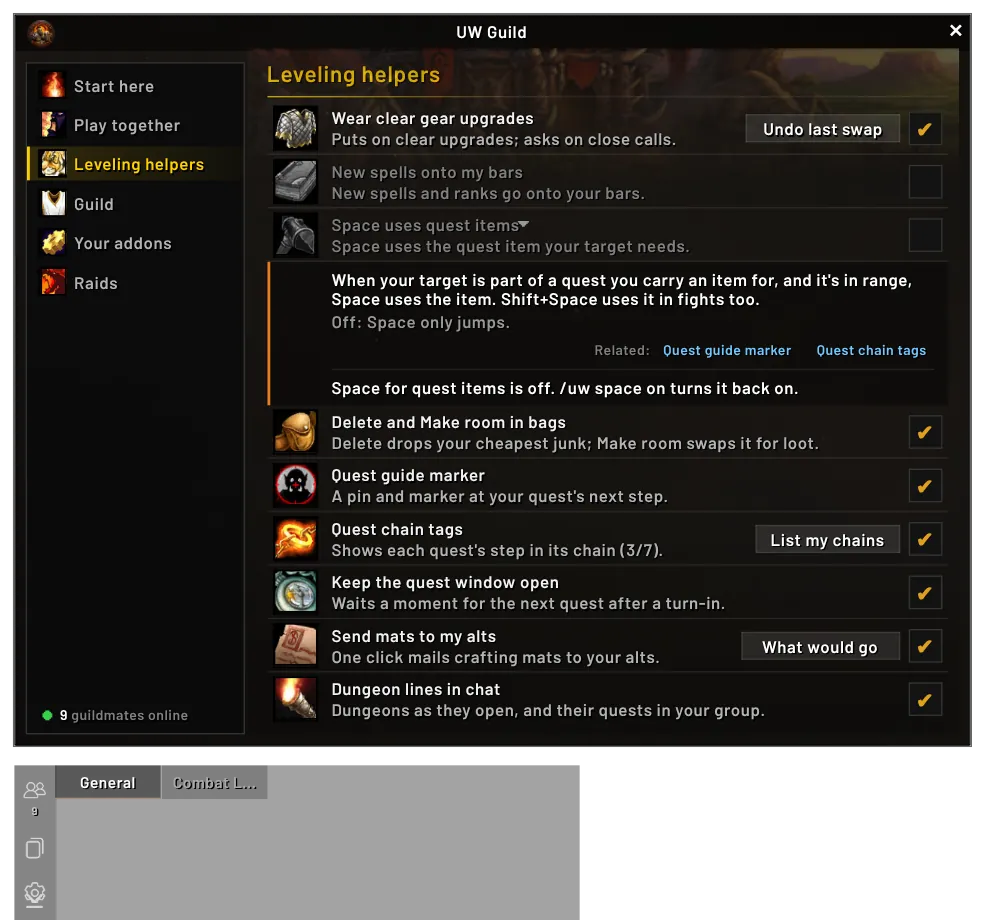 UW Guild
Start here
Play together
Leveling helpers
Guild
Your addons
Raids
9 guildmates online
Leveling helpers
Wear clear gear upgrades
Puts on clear upgrades; asks on close calls.
Undo last swap
New spells onto my bars
New spells and ranks go onto your bars.
Space uses quest items
Space uses the quest item your target needs.
When your target is part of a quest you carry an item for, and it's in range,
Space uses the item. Shift+Space uses it in fights too.
Off: Space only jumps.
Related: Quest guide marker Quest chain tags
Space for quest items is off. /uw space on turns it back on.
Delete and Make room in bags
Delete drops your cheapest junk; Make room swaps it for loot.
Quest guide marker
A pin and marker at your quest's next step.
Quest chain tags
Shows each quest's step in its chain (3/7).
List my chains
Keep the quest window open
Waits a moment for the next quest after a turn-in.
Send mats to my alts
One click mails crafting mats to your alts.
What would go
Dungeon lines in chat
Dungeons as they open, and their quests in your group.
General
Combat L...
9